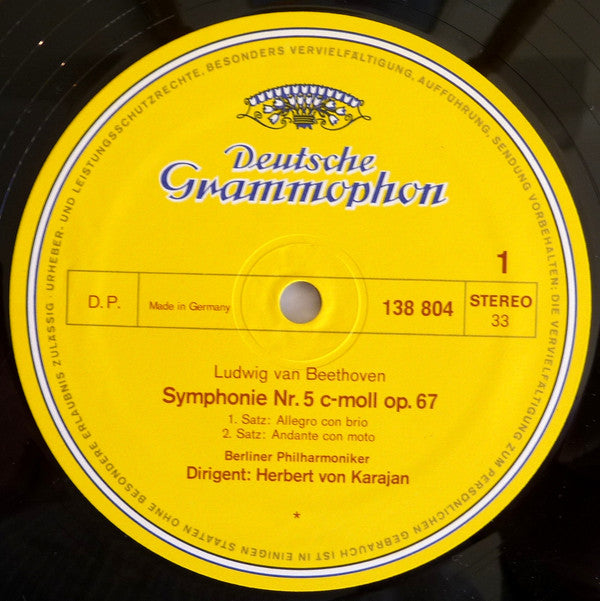 URHEBER- UND LEISTUNGSSCHUTZRECHTE, BESONDERS VERVIELFÄLTIGUNG, AUFFÜHRUNG, SENDUNG VORBEHALTEN: DIE VERVIELFÄLTIGUNG ZUM PERSÖNLICHEN GEBRAUCH IST IN EINIGEN STAATEN OHNE BESONDERE ERLAUBNIS ZULÄSSIG ·
Deutsche
Grammophon
1
D.P.
Made in Germany
138 804
STEREO
33
Ludwig van Beethoven
Symphonie Nr. 5 c-moll op. 67
1. Satz: Allegro con brio
2. Satz: Andante con moto
Berliner Philharmoniker
Dirigent: Herbert von Karajan
*